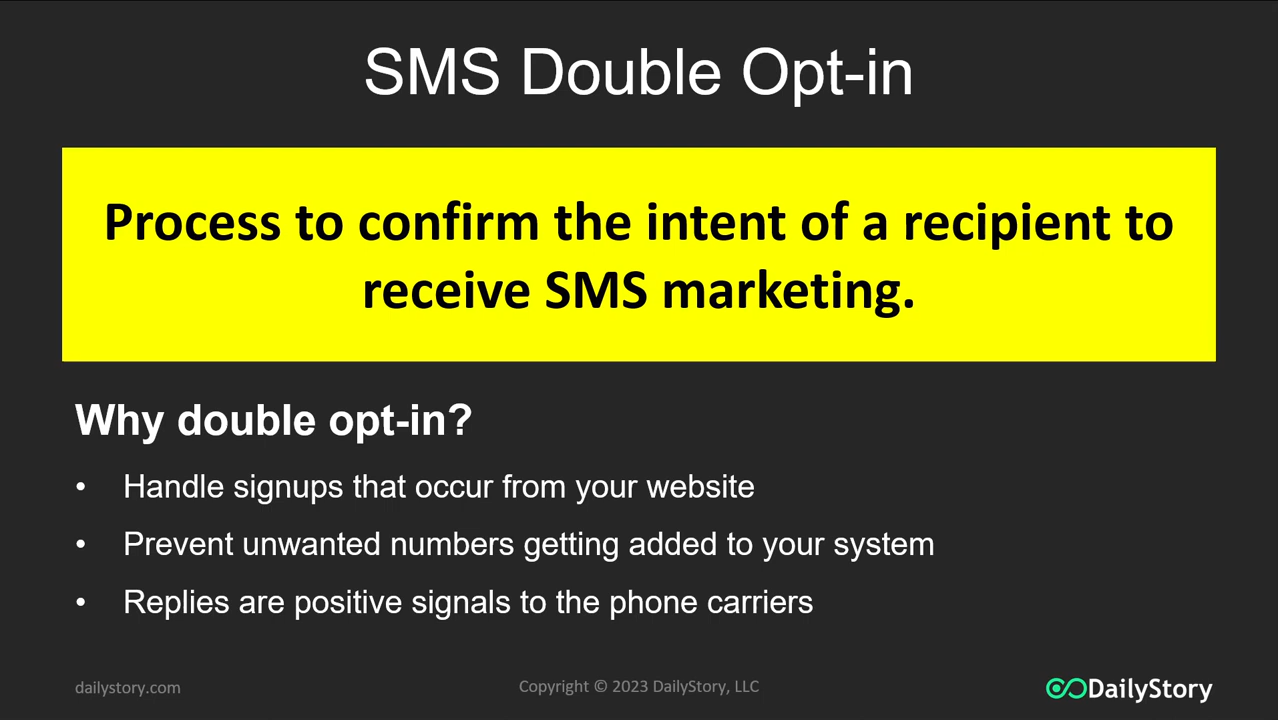 SMS Double Opt-in
Process to confirm the intent of a recipient to
receive SMS marketing.
Why double opt-in?
• Handle signups that occur from your website
• Prevent unwanted numbers getting added to your system
• Replies are positive signals to the phone carriers
dailystory.com
Copyright © 2023 DailyStory, LLC
DailyStory